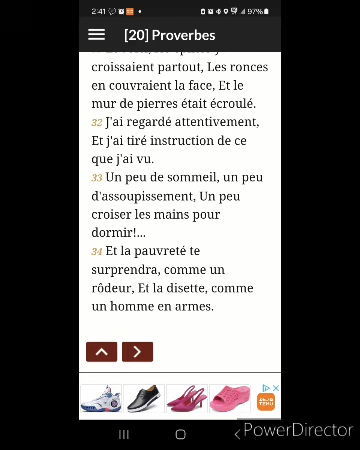 2:41
97%
[20] Proverbes
croissaient partout, Les ronces
en couvraient la face, Et le
mur de pierres était écroulé.
32 J'ai regardé attentivement,
Et j'ai tiré instruction de ce
que j'ai vu.
33 Un peu de sommeil, un peu
d'assoupissement, Un peu
croiser les mains pour
dormir!...
34 Et la pauvreté te
surprendra, comme un
rôdeur, Et la disette, comme
un homme en armes.
TEMU
PowerDirector